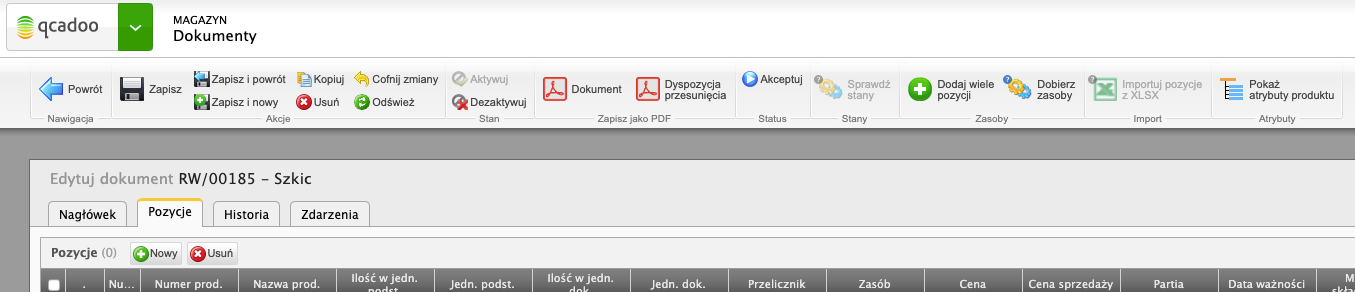 qcadoo
MAGAZYN
Dokumenty
Powrót
Nawigacja
Zapisz
Zapisz i powrót
Zapisz i nowy
Kopiuj
Usuń
Cofnij zmiany
Odśwież
Akcje
Aktywuj
Dezaktywuj
Stan
Dokument
Dyspozycja
przesunięcia
Zapisz jako PDF
Akceptuj
Status
Sprawdź
stany
Stany
Dodaj wiele
pozycji
Dobierz
zasoby
Zasoby
Importuj pozycje
z XLSX
Import
Pokaż
atrybuty produktu
Atrybuty
Edytuj dokument RW/00185 - Szkic
Nagłówek
Pozycje
Historia
Zdarzenia
Pozycje (0)
Nowy
Usuń
.
Nu...
Numer prod.
Nazwa prod.
Ilość w jedn.
Jedn. podst.
Ilość w jedn.
Jedn. dok.
Przelicznik
Zasób
Cena
Cena sprzedaży
Partia
Data ważności